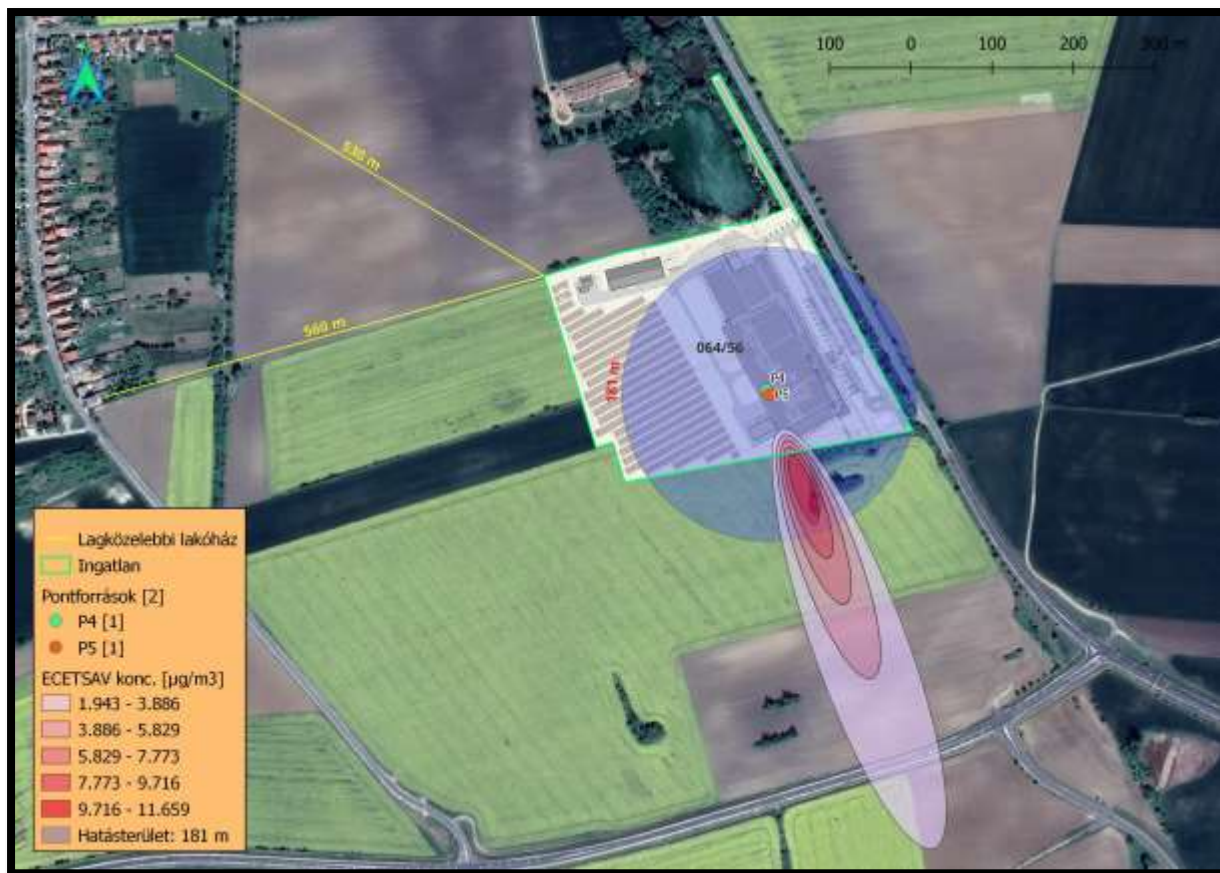 100 0 100 200 300 m
560 m
064/56
P4
P5
Lagközelebbi lakóház
Ingatlan
Pontforrások [2]
P4 [1]
P5 [1]
ECETSAV konc. [µg/m3]
1.943 - 3.886
3.886 - 5.829
5.829 - 7.773
7.773 - 9.716
9.716 - 11.659
Hatásterület: 181 m